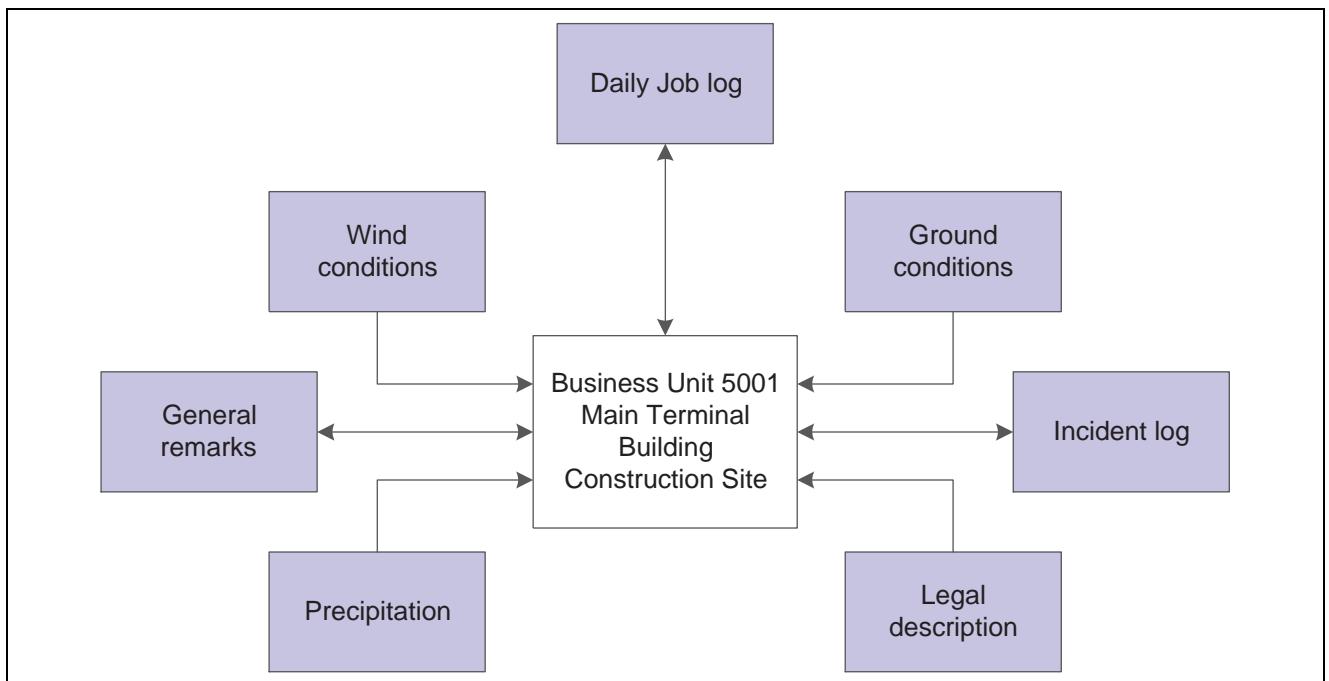 Daily Job log
Wind
conditions
Ground
conditions
Business Unit 5001
Main Terminal
Building
Construction Site
General
remarks
Incident log
Precipitation
Legal
description